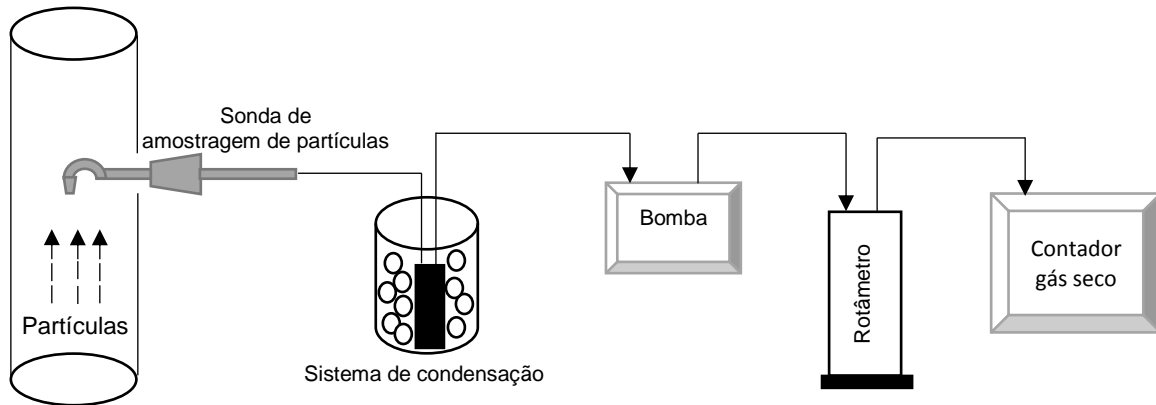 Sonda de
amostragem de partículas
Partículas
Sistema de condensação
Bomba
Rotâmetro
Contador
gás seco